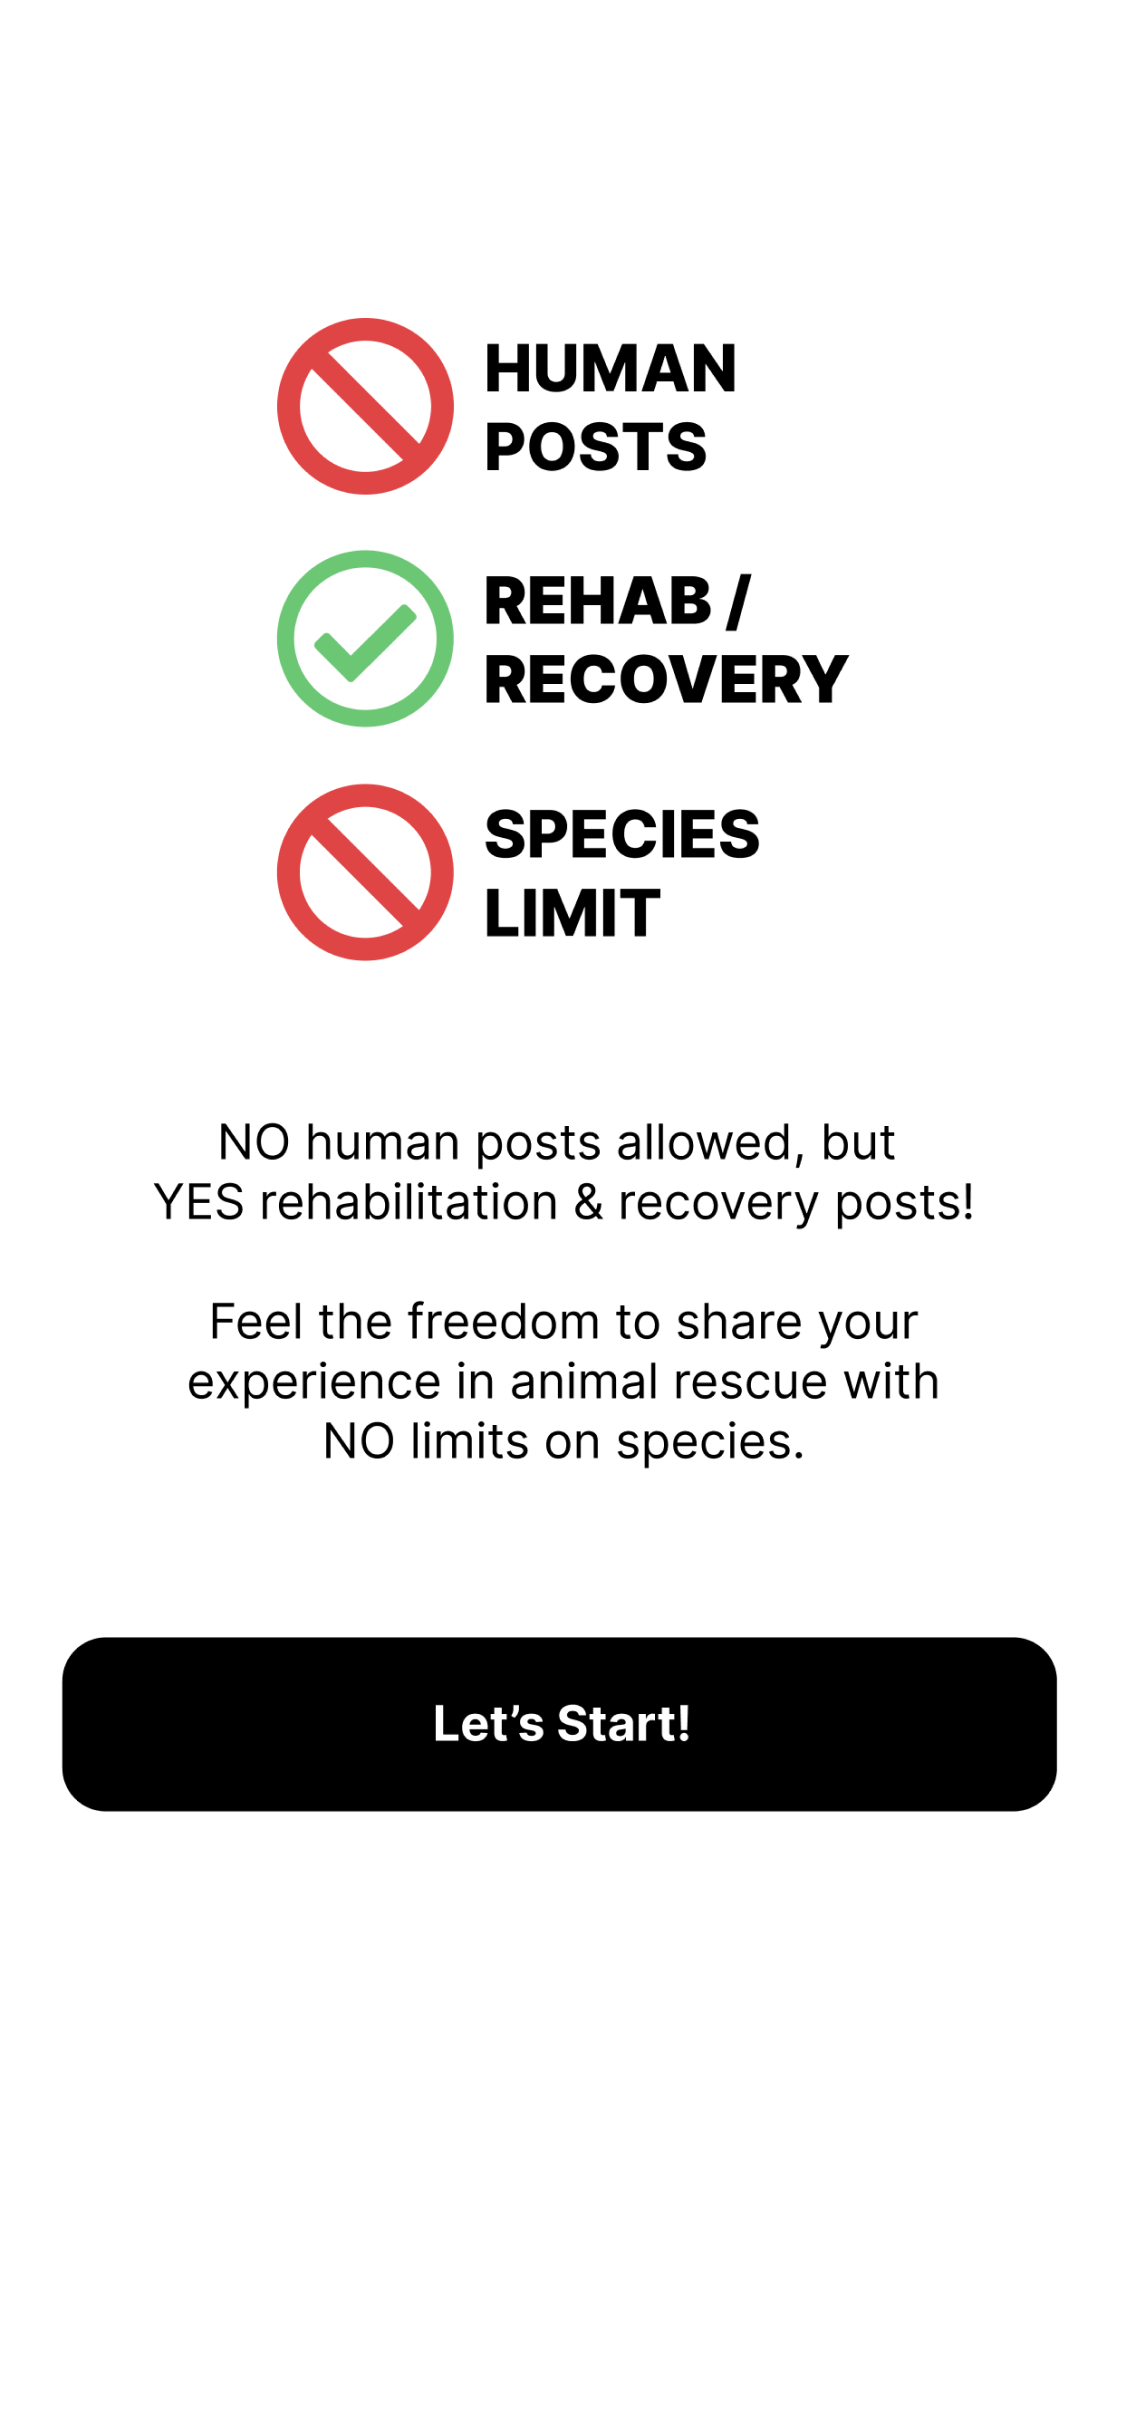 HUMAN
POSTS
REHAB /
RECOVERY
SPECIES
LIMIT
NO human posts allowed, but
YES rehabilitation & recovery posts!
Feel the freedom to share your
experience in animal rescue with
NO limits on species.
Let’s Start!